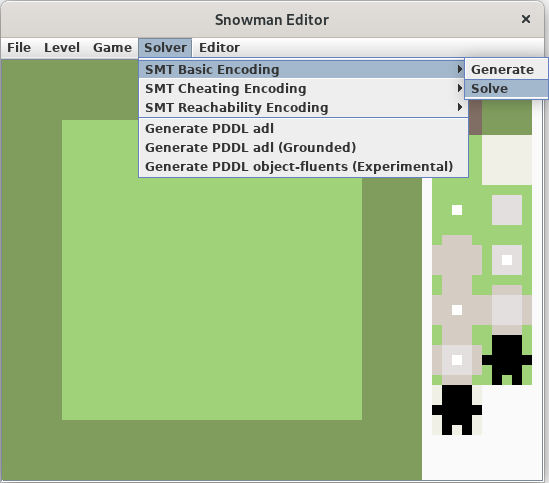 Snowman Editor ×
File Level Game Solver Editor
SMT Basic Encoding
SMT Cheating Encoding
SMT Reachability Encoding
Generate PDDL adl
Generate PDDL adl (Grounded)
Generate PDDL object-fluents (Experimental)
Generate
Solve